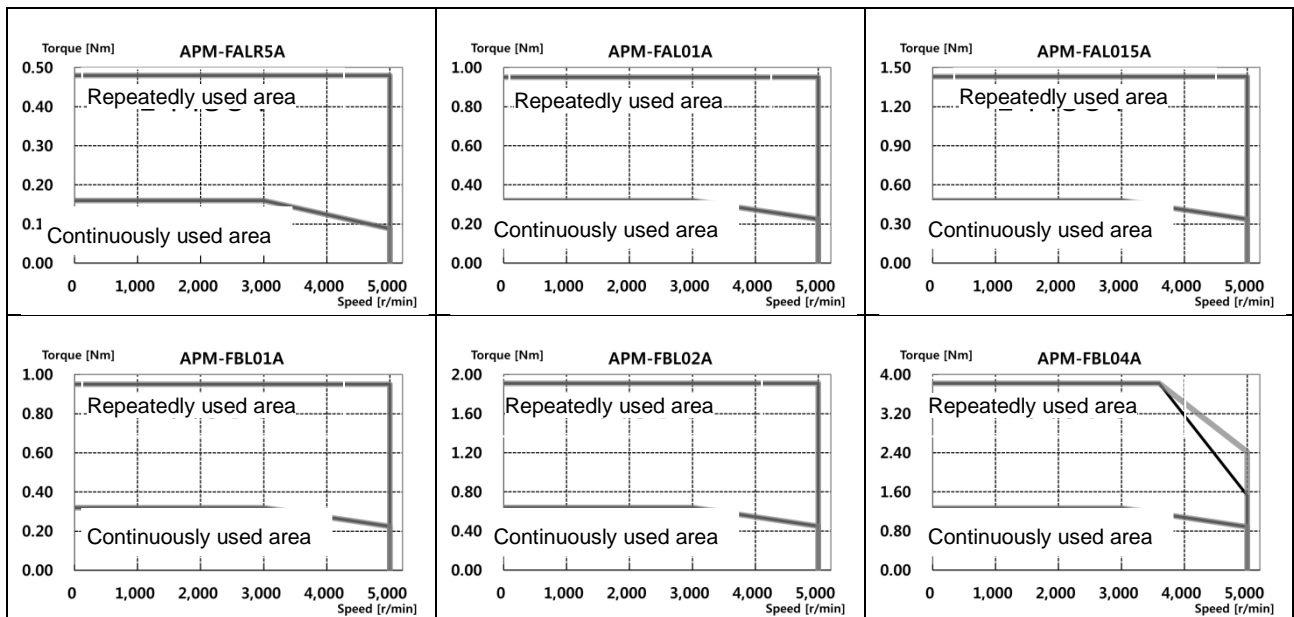 Torque [Nm] APM-FALR5A
0.50
Repeatedly used area
0.40
0.30
0.20
0.1
Continuously used area
0.00
0 1,000 2,000 3,000 4,000 5,000
Speed [r/min]
Torque [Nm] APM-FAL01A
1.00
Repeatedly used area
0.80
0.60
0.40
0.20
Continuously used area
0.00
0 1,000 2,000 3,000 4,000 5,000
Speed [r/min]
Torque [Nm] APM-FAL015A
1.50
Repeatedly used area
1.20
0.90
0.60
0.30
Continuously used area
0.00
0 1,000 2,000 3,000 4,000 5,000
Speed [r/min]
Torque [Nm] APM-FBL01A
1.00
Repeatedly used area
0.80
0.60
0.40
0.20
Continuously used area
0.00
0 1,000 2,000 3,000 4,000 5,000
Speed [r/min]
Torque [Nm] APM-FBL02A
2.00
Repeatedly used area
1.60
1.20
0.80
0.40
Continuously used area
0.00
0 1,000 2,000 3,000 4,000 5,000
Speed [r/min]
Torque [Nm] APM-FBL04A
4.00
Repeatedly used area
3.20
2.40
1.60
0.80
Continuously used area
0.00
0 1,000 2,000 3,000 4,000 5,000
Speed [r/min]